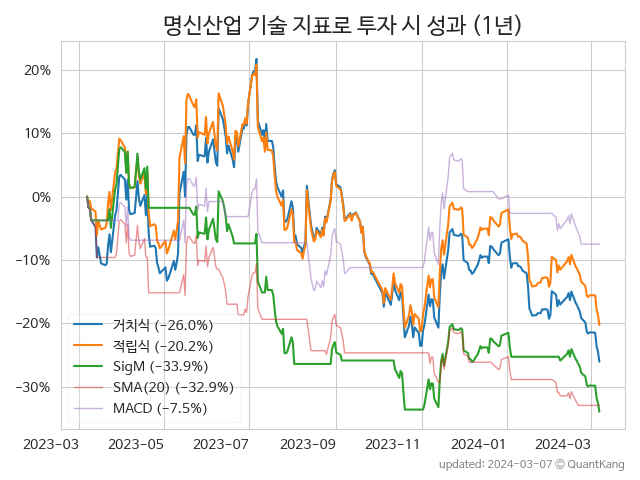 명신산업 기술 지표로 투자 시 성과 (1년)
20%
10%
0%
−10%
−20%
−30%
거치식 (−26.0%)
적립식 (−20.2%)
SigM (−33.9%)
SMA(20) (−32.9%)
MACD (−7.5%)
2023-03 2023-05 2023-07 2023-09 2023-11 2024-01 2024-03
updated: 2024-03-07 © QuantKang